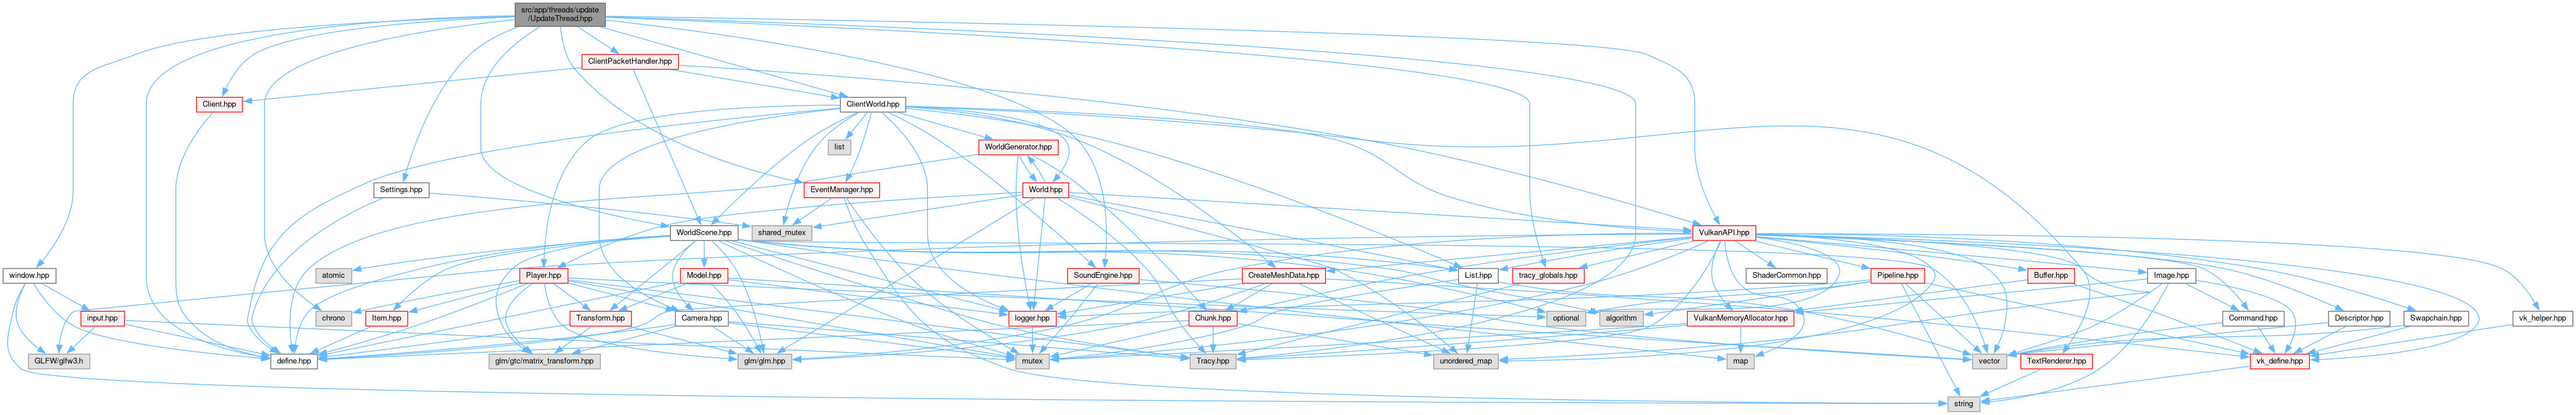 src/app/threads/update
/UpdateThread.hpp
ClientPacketHandler.hpp
Client.hpp
ClientWorld.hpp
list
WorldGenerator.hpp
Settings.hpp
EventManager.hpp
World.hpp
shared_mutex
WorldScene.hpp
VulkanAPI.hpp
window.hpp
atomic
Player.hpp
Model.hpp
SoundEngine.hpp
CreateMeshData.hpp
List.hpp
tracy_globals.hpp
ShaderCommon.hpp
Pipeline.hpp
Buffer.hpp
Image.hpp
input.hpp
chrono
Item.hpp
Transform.hpp
Camera.hpp
logger.hpp
Chunk.hpp
optional
algorithm
VulkanMemoryAllocator.hpp
Command.hpp
Descriptor.hpp
Swapchain.hpp
vk_helper.hpp
GLFW/glfw3.h
define.hpp
glm/gtc/matrix_transform.hpp
glm/glm.hpp
mutex
Tracy.hpp
unordered_map
map
vector
TextRenderer.hpp
vk_define.hpp
string